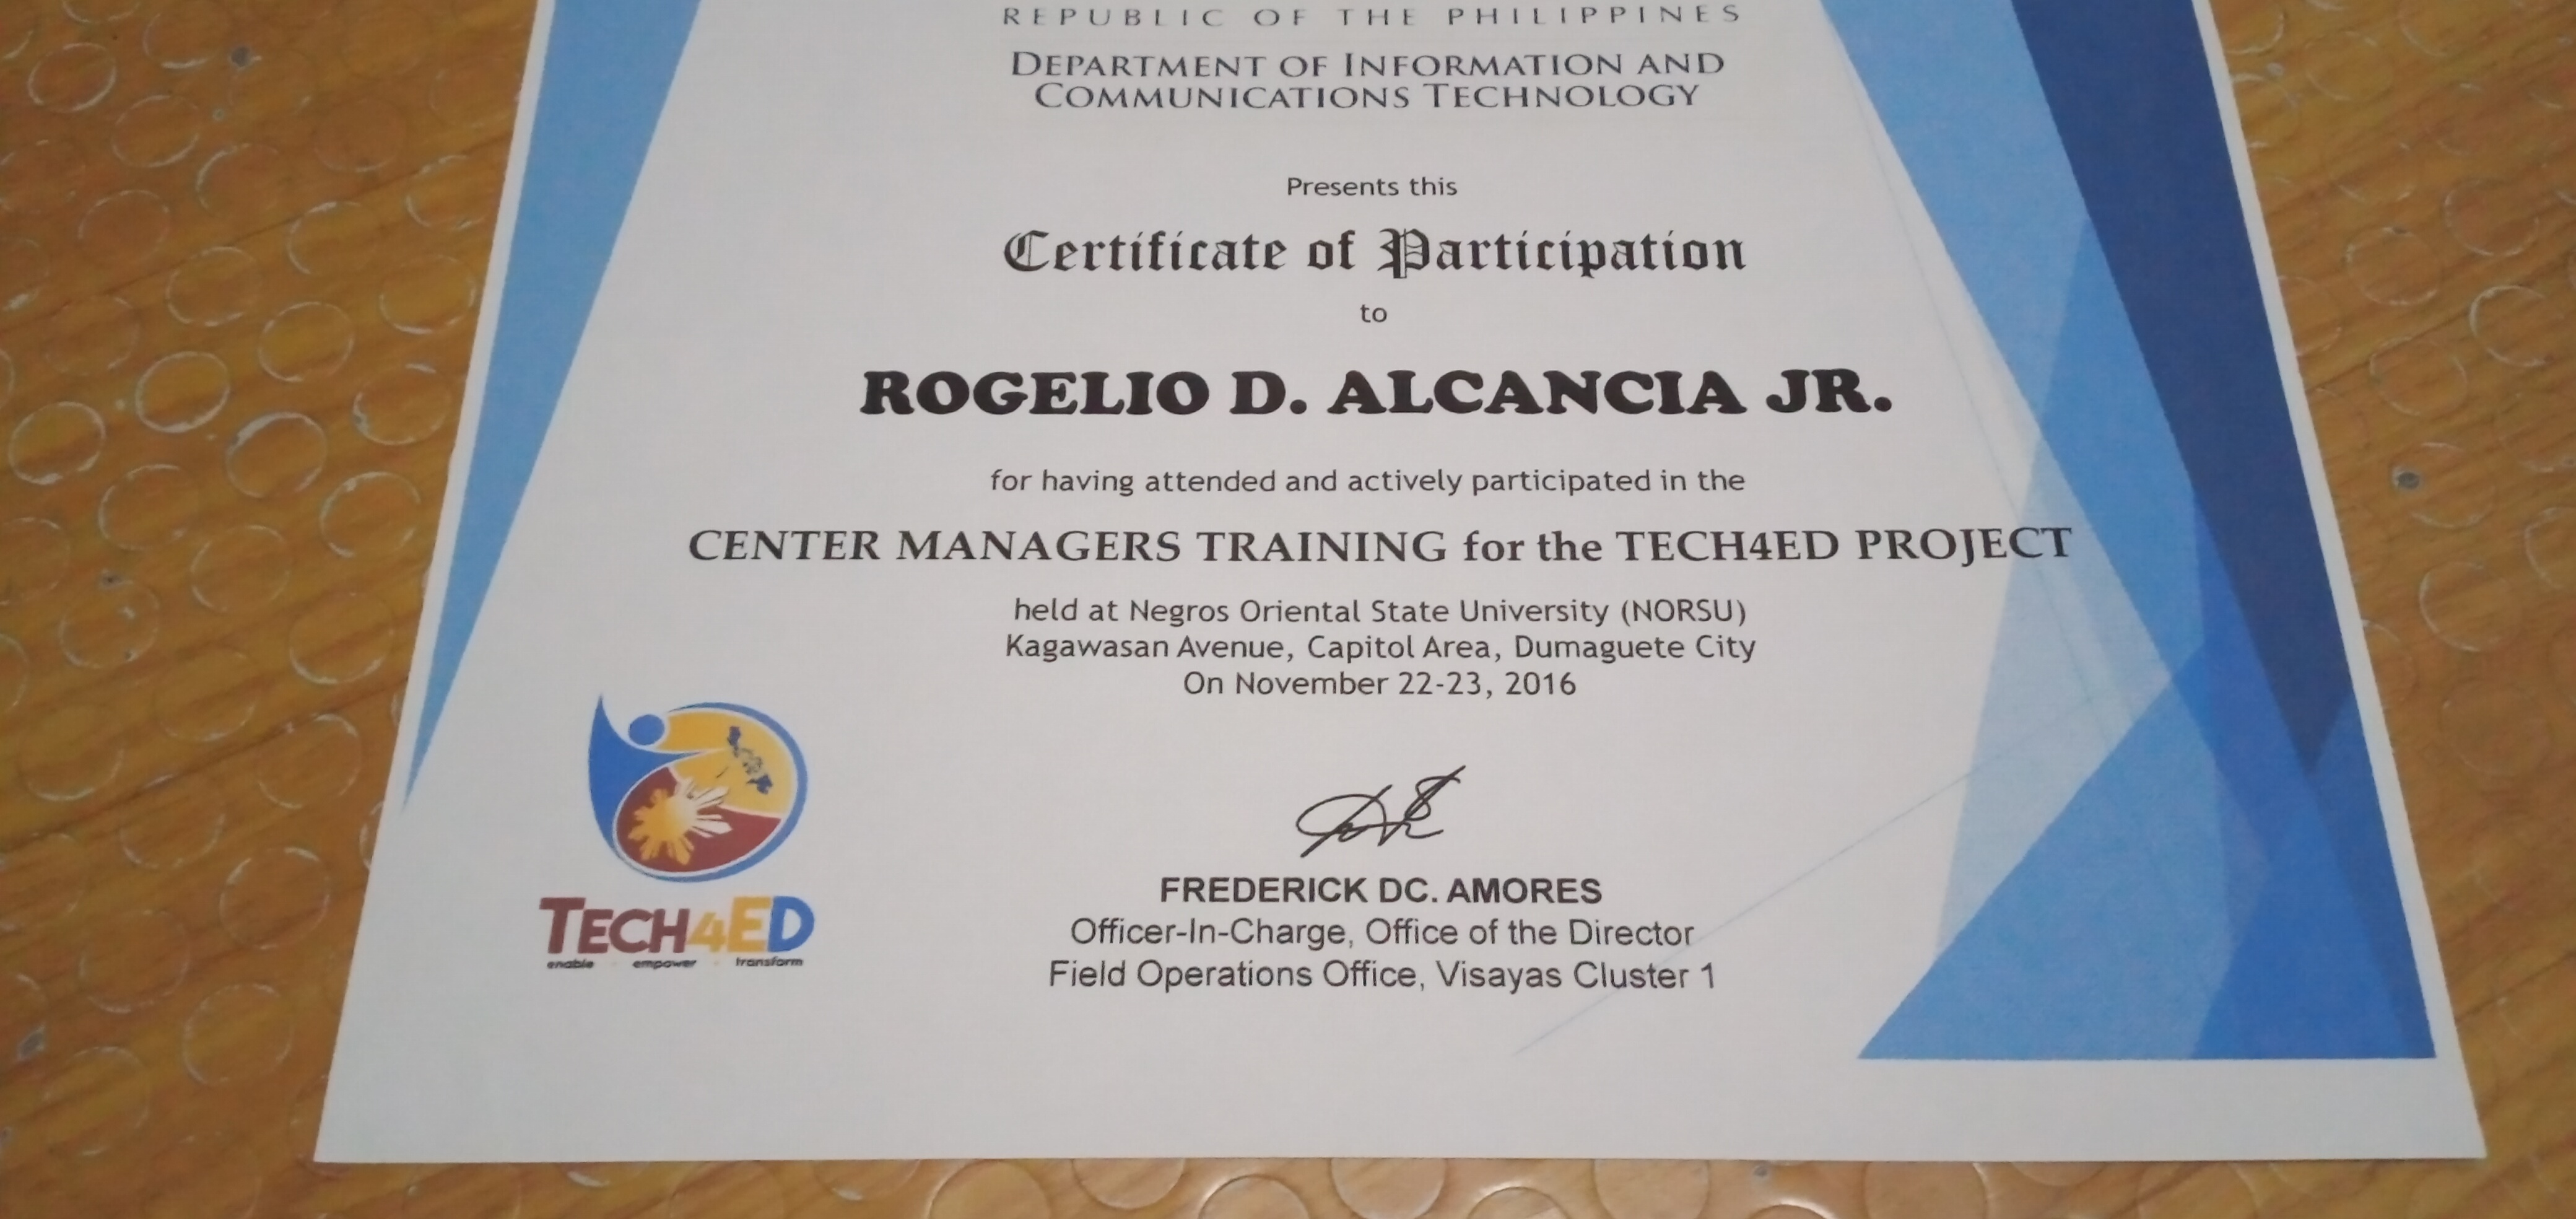 REPUBLIC OF THE PHILIPPINES
DEPARTMENT OF INFORMATION AND
COMMUNICATIONS TECHNOLOGY
Presents this
Certificate of Participation
to
ROGELIO D. ALCANCIA JR.
for having attended and actively participated in the
CENTER MANAGERS TRAINING for the TECH4ED PROJECT
held at Negros Oriental State University (NORSU)
Kagawasan Avenue, Capitol Area, Dumaguete City
On November 22-23, 2016
TECH4ED
enable empower transform
FREDERICK DC. AMORES
Officer-In-Charge, Office of the Director
Field Operations Office, Visayas Cluster 1